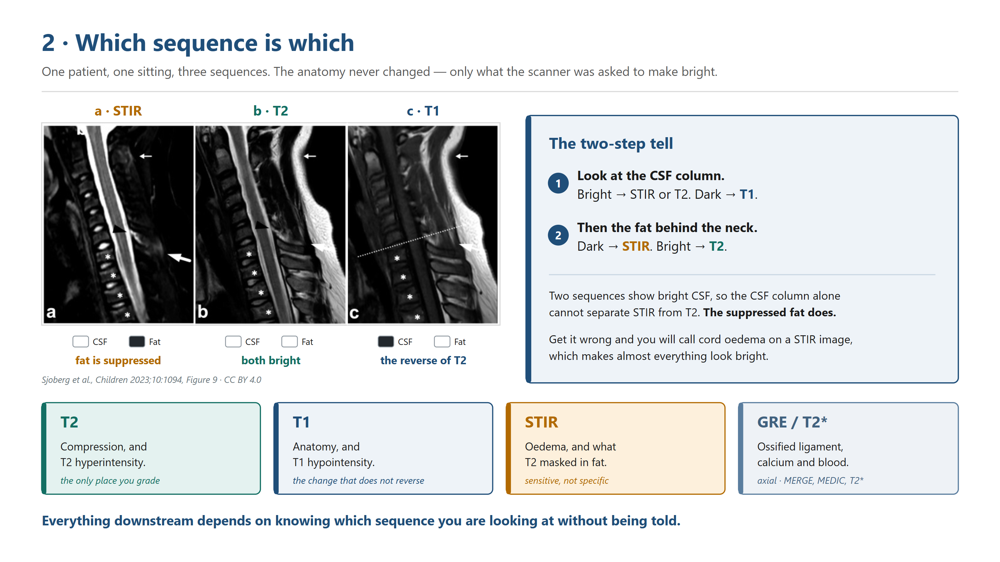 2 · Which sequence is which
One patient, one sitting, three sequences. The anatomy never changed — only what the scanner was asked to make bright.
a · STIR
b · T2
c · T1
a
b
c
CSF
Fat
CSF
Fat
CSF
Fat
fat is suppressed
both bright
the reverse of T2
Sjoberg et al., Children 2023;10:1094, Figure 9 · CC BY 4.0
The two-step tell
1
Look at the CSF column.
Bright → STIR or T2. Dark → T1.
2
Then the fat behind the neck.
Dark → STIR. Bright → T2.
Two sequences show bright CSF, so the CSF column alone
cannot separate STIR from T2. The suppressed fat does.
Get it wrong and you will call cord oedema on a STIR image,
which makes almost everything look bright.
T2
Compression, and
T2 hyperintensity.
the only place you grade
T1
Anatomy, and
T1 hypointensity.
the change that does not reverse
STIR
Oedema, and what
T2 masked in fat.
sensitive, not specific
GRE / T2*
Ossified ligament,
calcium and blood.
axial · MERGE, MEDIC, T2*
Everything downstream depends on knowing which sequence you are looking at without being told.